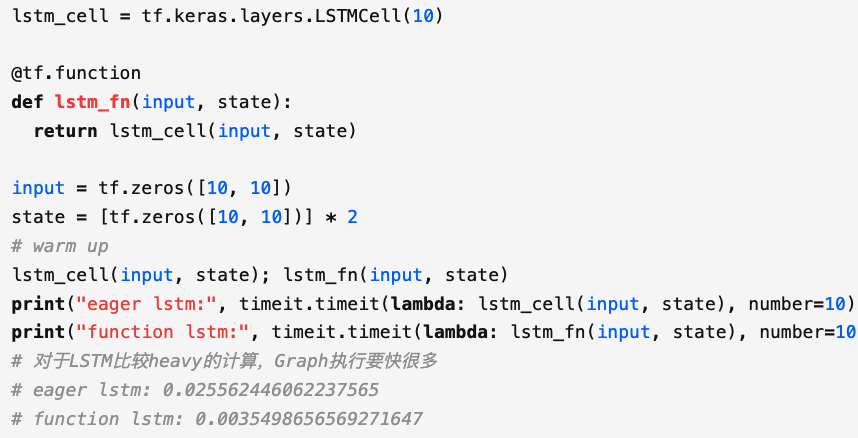 lstm_cell = tf.keras.layers.LSTMCell(10)
@tf.function
def lstm_fn(input, state):
  return lstm_cell(input, state)
input = tf.zeros([10, 10])
state = [tf.zeros([10, 10])] * 2
# warm up
lstm_cell(input, state); lstm_fn(input, state)
print("eager lstm:", timeit.timeit(lambda: lstm_cell(input, state), number=10)
print("function lstm:", timeit.timeit(lambda: lstm_fn(input, state), number=10
# 对于LSTM比较heavy的计算，Graph执行要快很多
# eager lstm: 0.025562446062237565
# function lstm: 0.0035498656569271647